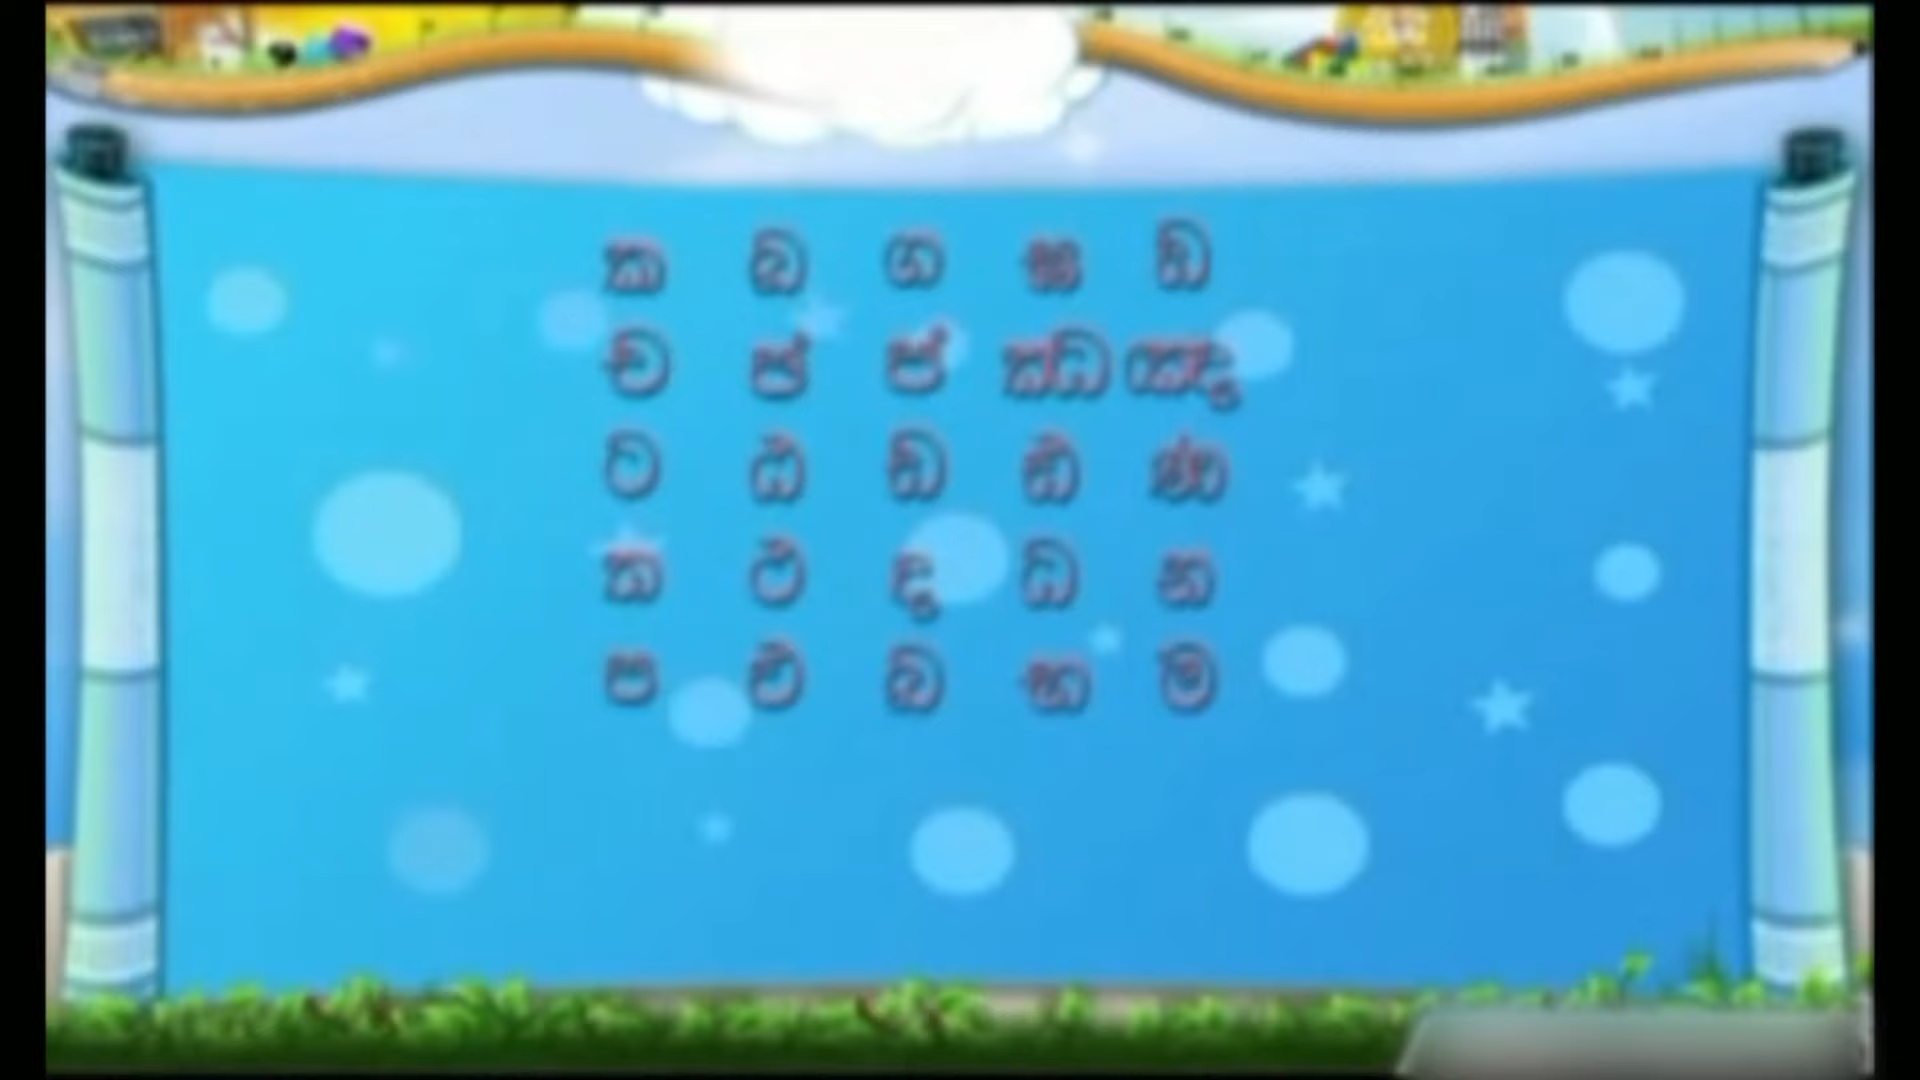 ක ඛ ග ඝ ඞ
ච ඡ ජ ඣ ඤ
ට ඨ ඩ ඪ ණ
ත ථ ද ධ න
ප ඵ බ භ ම